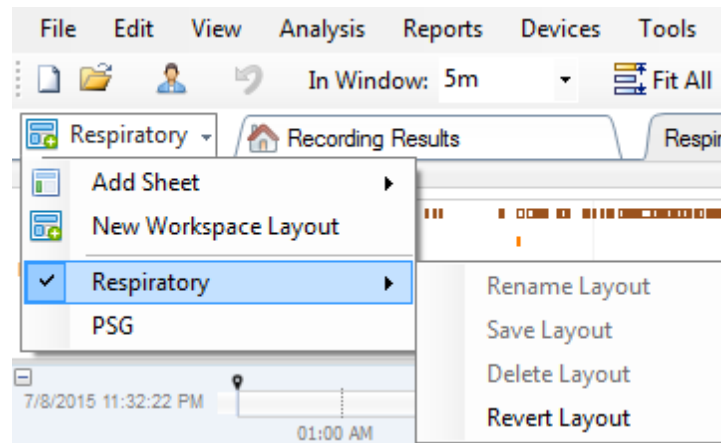 File Edit View Analysis Reports Devices Tools
In Window: 5m Fit All
Respiratory Recording Results Respir
Add Sheet
New Workspace Layout
Respiratory
PSG
Rename Layout
Save Layout
Delete Layout
Revert Layout
7/8/2015 11:32:22 PM
01:00 AM